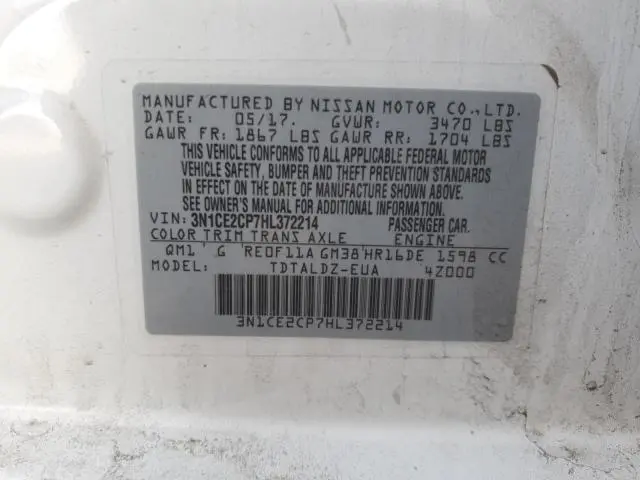 MANUFACTURED BY NISSAN MOTOR CO., LTD.
DATE: 05/17. GVWR: 3470 LBS
GAWR FR: 1867 LBS GAWR RR: 1704 LBS
THIS VEHICLE CONFORMS TO ALL APPLICABLE FEDERAL MOTOR
VEHICLE SAFETY, BUMPER AND THEFT PREVENTION STANDARDS
IN EFFECT ON THE DATE OF MANUFACTURE SHOWN ABOVE.
SEE OWNER'S MANUAL FOR ADDITIONAL INFORMATION.
VIN: 3N1CE2CP7HL372214 PASSENGER CAR.
COLOR TRIM TRANS AXLE ENGINE
QM1 G RE0F11A GM38 HR16DE 1598 CC
MODEL: TDTALDZ-EUA 4Z000
3N1CE2CP7HL372214